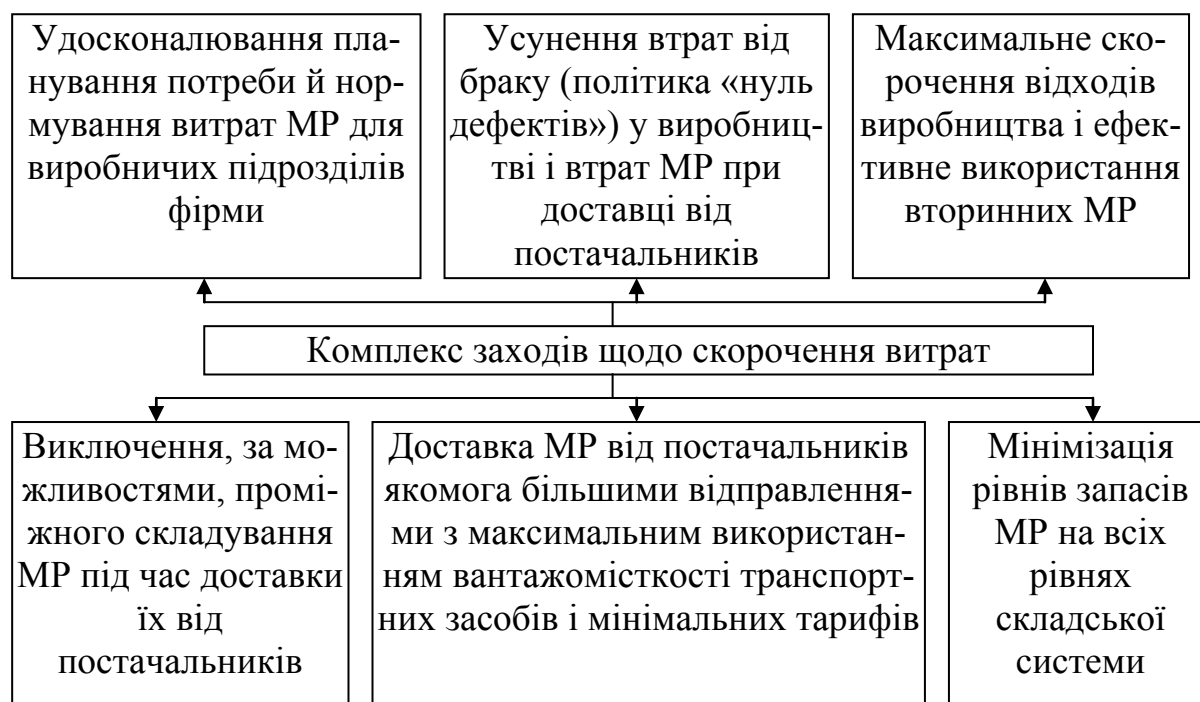 Удосконалювання пла-
нування потреби й нор-
мування витрат МР для
виробничих підрозділів
фірми
Усунення втрат від
браку (політика «нуль
дефектів») у виробниц-
тві і втрат МР при
доставці від
постачальників
Максимальне ско-
рочення відходів
виробництва і ефек-
тивне використання
вторинних МР
Комплекс заходів щодо скорочення витрат
Виключення, за мо-
жливостями, промі-
жного складування
МР під час доставки
їх від
постачальників
Доставка МР від постачальників
якомога більшими відправлення-
ми з максимальним використан-
ням вантажомісткості транспорт-
них засобів і мінімальних тарифів
Мінімізація
рівнів запасів
МР на всіх
рівнях
складської
системи